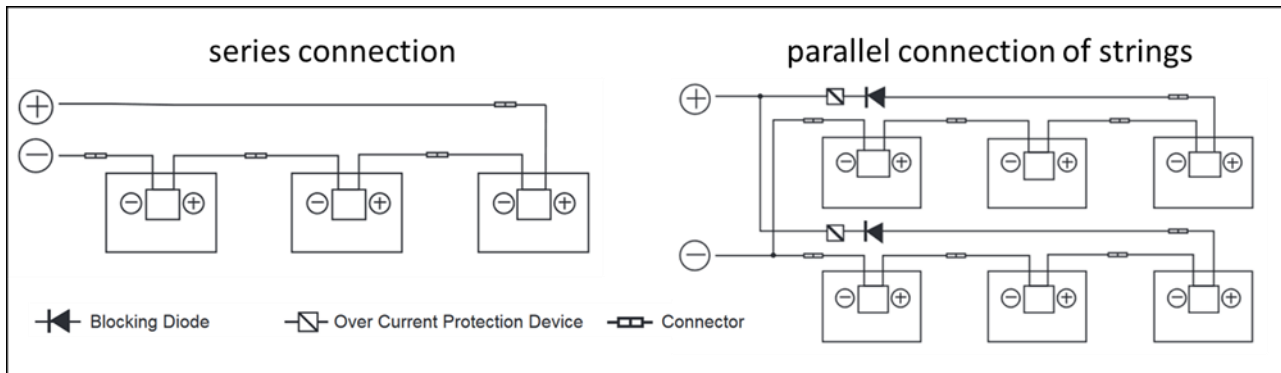 series connection
parallel connection of strings
+
−
− + − + − +
+
− + − + − +
−
− + − + − +
Blocking Diode Over Current Protection Device Connector